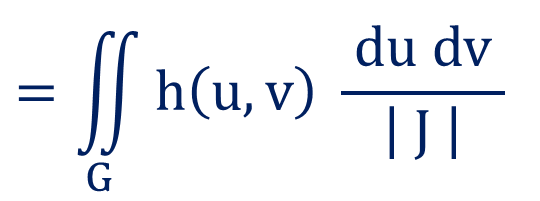 = ∬_G h(u, v) du dv / | J |